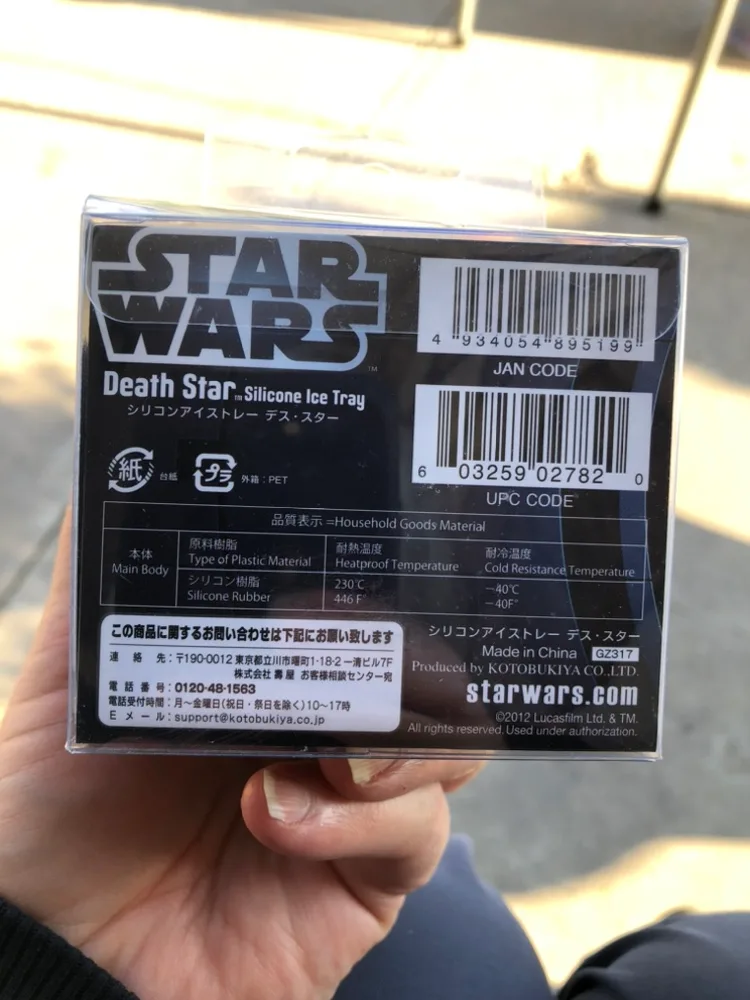 STAR
WARS
TM
Death Star TM Silicone Ice Tray
シリコンアイストレー デス・スター
紙 台紙
プラ 外箱:PET
4 934054 895199
JAN CODE
6 03259 02782 0
UPC CODE
品質表示 =Household Goods Material
本体
Main Body
原料樹脂
Type of Plastic Material
耐熱温度
Heatproof Temperature
耐冷温度
Cold Resistance Temperature
シリコン樹脂
Silicone Rubber
230℃
446 F°
−40℃
−40F°
この商品に関するお問い合わせは下記にお願い致します
連絡先:〒190-0012 東京都立川市曙町1-18-2 一清ビル7F
株式会社 壽屋 お客様相談センター宛
電話番号:0120-48-1563
電話受付時間:月〜金曜日(祝日・祭日を除く)10〜17時
Eメール:support@kotobukiya.co.jp
シリコンアイストレー デス・スター
Made in China GZ317
Produced by KOTOBUKIYA CO.,LTD.
starwars.com
©2012 Lucasfilm Ltd. & TM.
All rights reserved. Used under authorization.